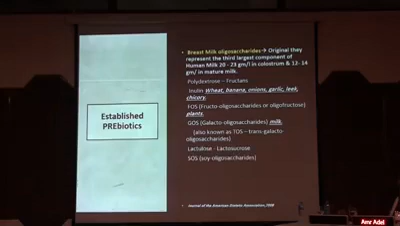 Established
PREbiotics
• Breast Milk oligosaccharides→ Original they
represent the third largest component of
Human Milk 20 - 23 gm/l in colostrum & 13- 14
gm/ in mature milk.
Polydextrose – Fructans
Inulin Wheat, banana, onions, garlic, leek,
chicory.
FOS (Fructo-oligosaccharides or oligofructose)
plants.
GOS (Galacto-oligosaccharides) milk.
(also known as TOS – trans-galacto-
oligosaccharides)
Lactulose - Lactosucrose
SOS (soy-oligosaccharides)
• Journal of the American Dietetic Association, 2008
Amr Adel